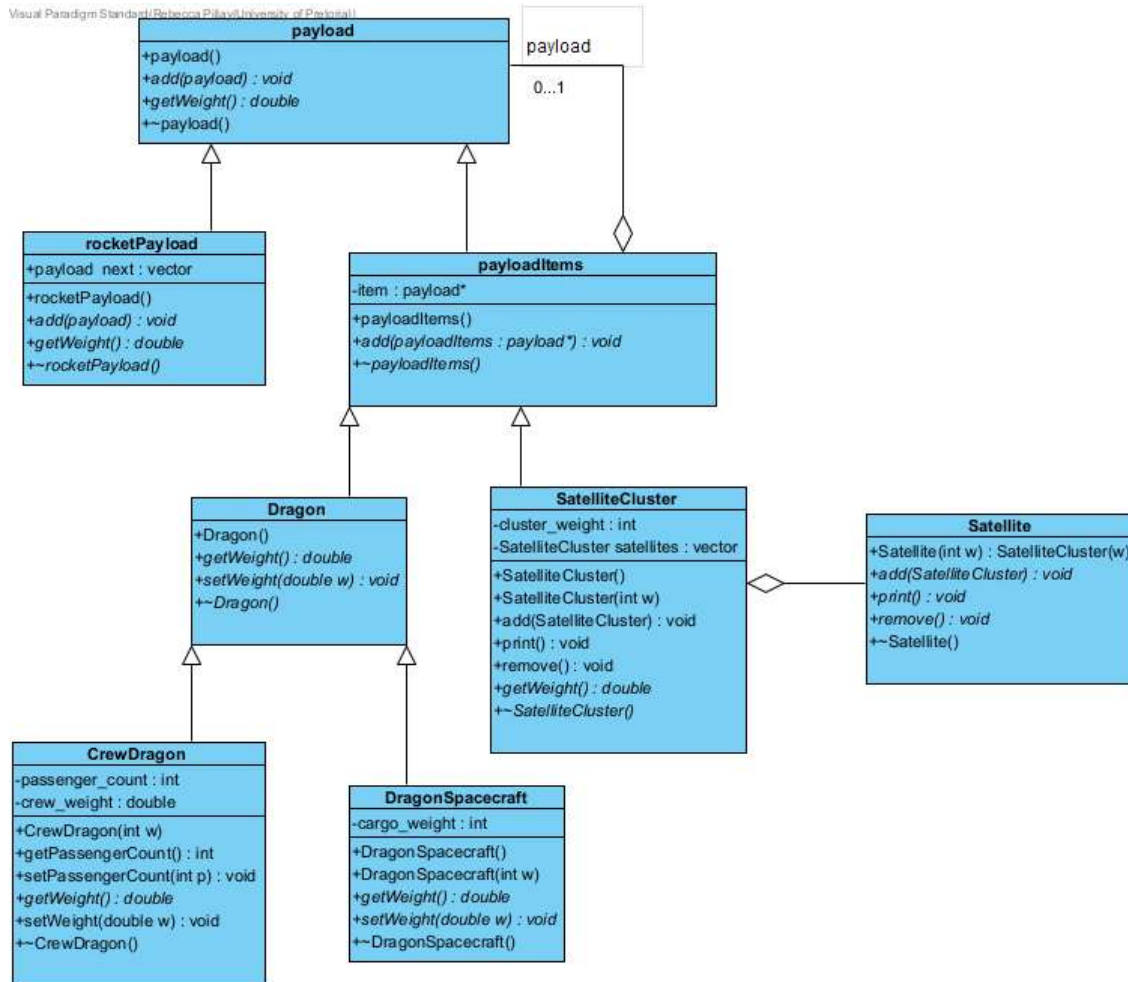 Visual Paradigm Standard(Rebecca Pillay(University of Pretoria))
payload
+payload()
+add(payload) : void
+getWeight() : double
+~payload()
payload
0...1
rocketPayload
+payload next : vector
+rocketPayload()
+add(payload) : void
+getWeight() : double
+~rocketPayload()
payloadItems
-item : payload*
+payloadItems()
+add(payloadItems : payload*) : void
+~payloadItems()
Dragon
+Dragon()
+getWeight() : double
+setWeight(double w) : void
+~Dragon()
SatelliteCluster
-cluster_weight : int
-SatelliteCluster satellites : vector
+SatelliteCluster()
+SatelliteCluster(int w)
+add(SatelliteCluster) : void
+print() : void
+remove() : void
+getWeight() : double
+~SatelliteCluster()
Satellite
+Satellite(int w) : SatelliteCluster(w)
+add(SatelliteCluster) : void
+print() : void
+remove() : void
+~Satellite()
CrewDragon
-passenger_count : int
-crew_weight : double
+CrewDragon(int w)
+getPassengerCount() : int
+setPassengerCount(int p) : void
+getWeight() : double
+setWeight(double w) : void
+~CrewDragon()
DragonSpacecraft
-cargo_weight : int
+DragonSpacecraft()
+DragonSpacecraft(int w)
+getWeight() : double
+setWeight(double w) : void
+~DragonSpacecraft()